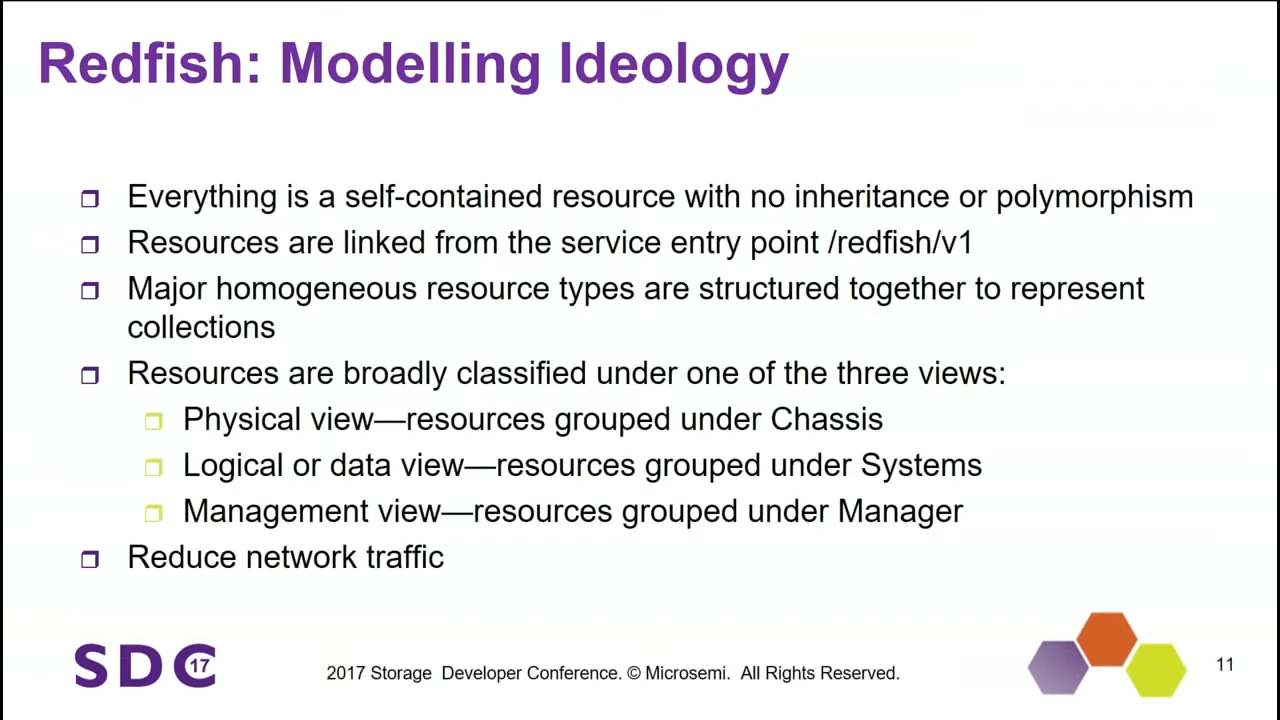 Redfish: Modelling Ideology
Everything is a self-contained resource with no inheritance or polymorphism
Resources are linked from the service entry point /redfish/v1
Major homogeneous resource types are structured together to represent
collections
Resources are broadly classified under one of the three views:
Physical view—resources grouped under Chassis
Logical or data view—resources grouped under Systems
Management view—resources grouped under Manager
Reduce network traffic
SDC 17
2017 Storage Developer Conference. © Microsemi. All Rights Reserved.
11